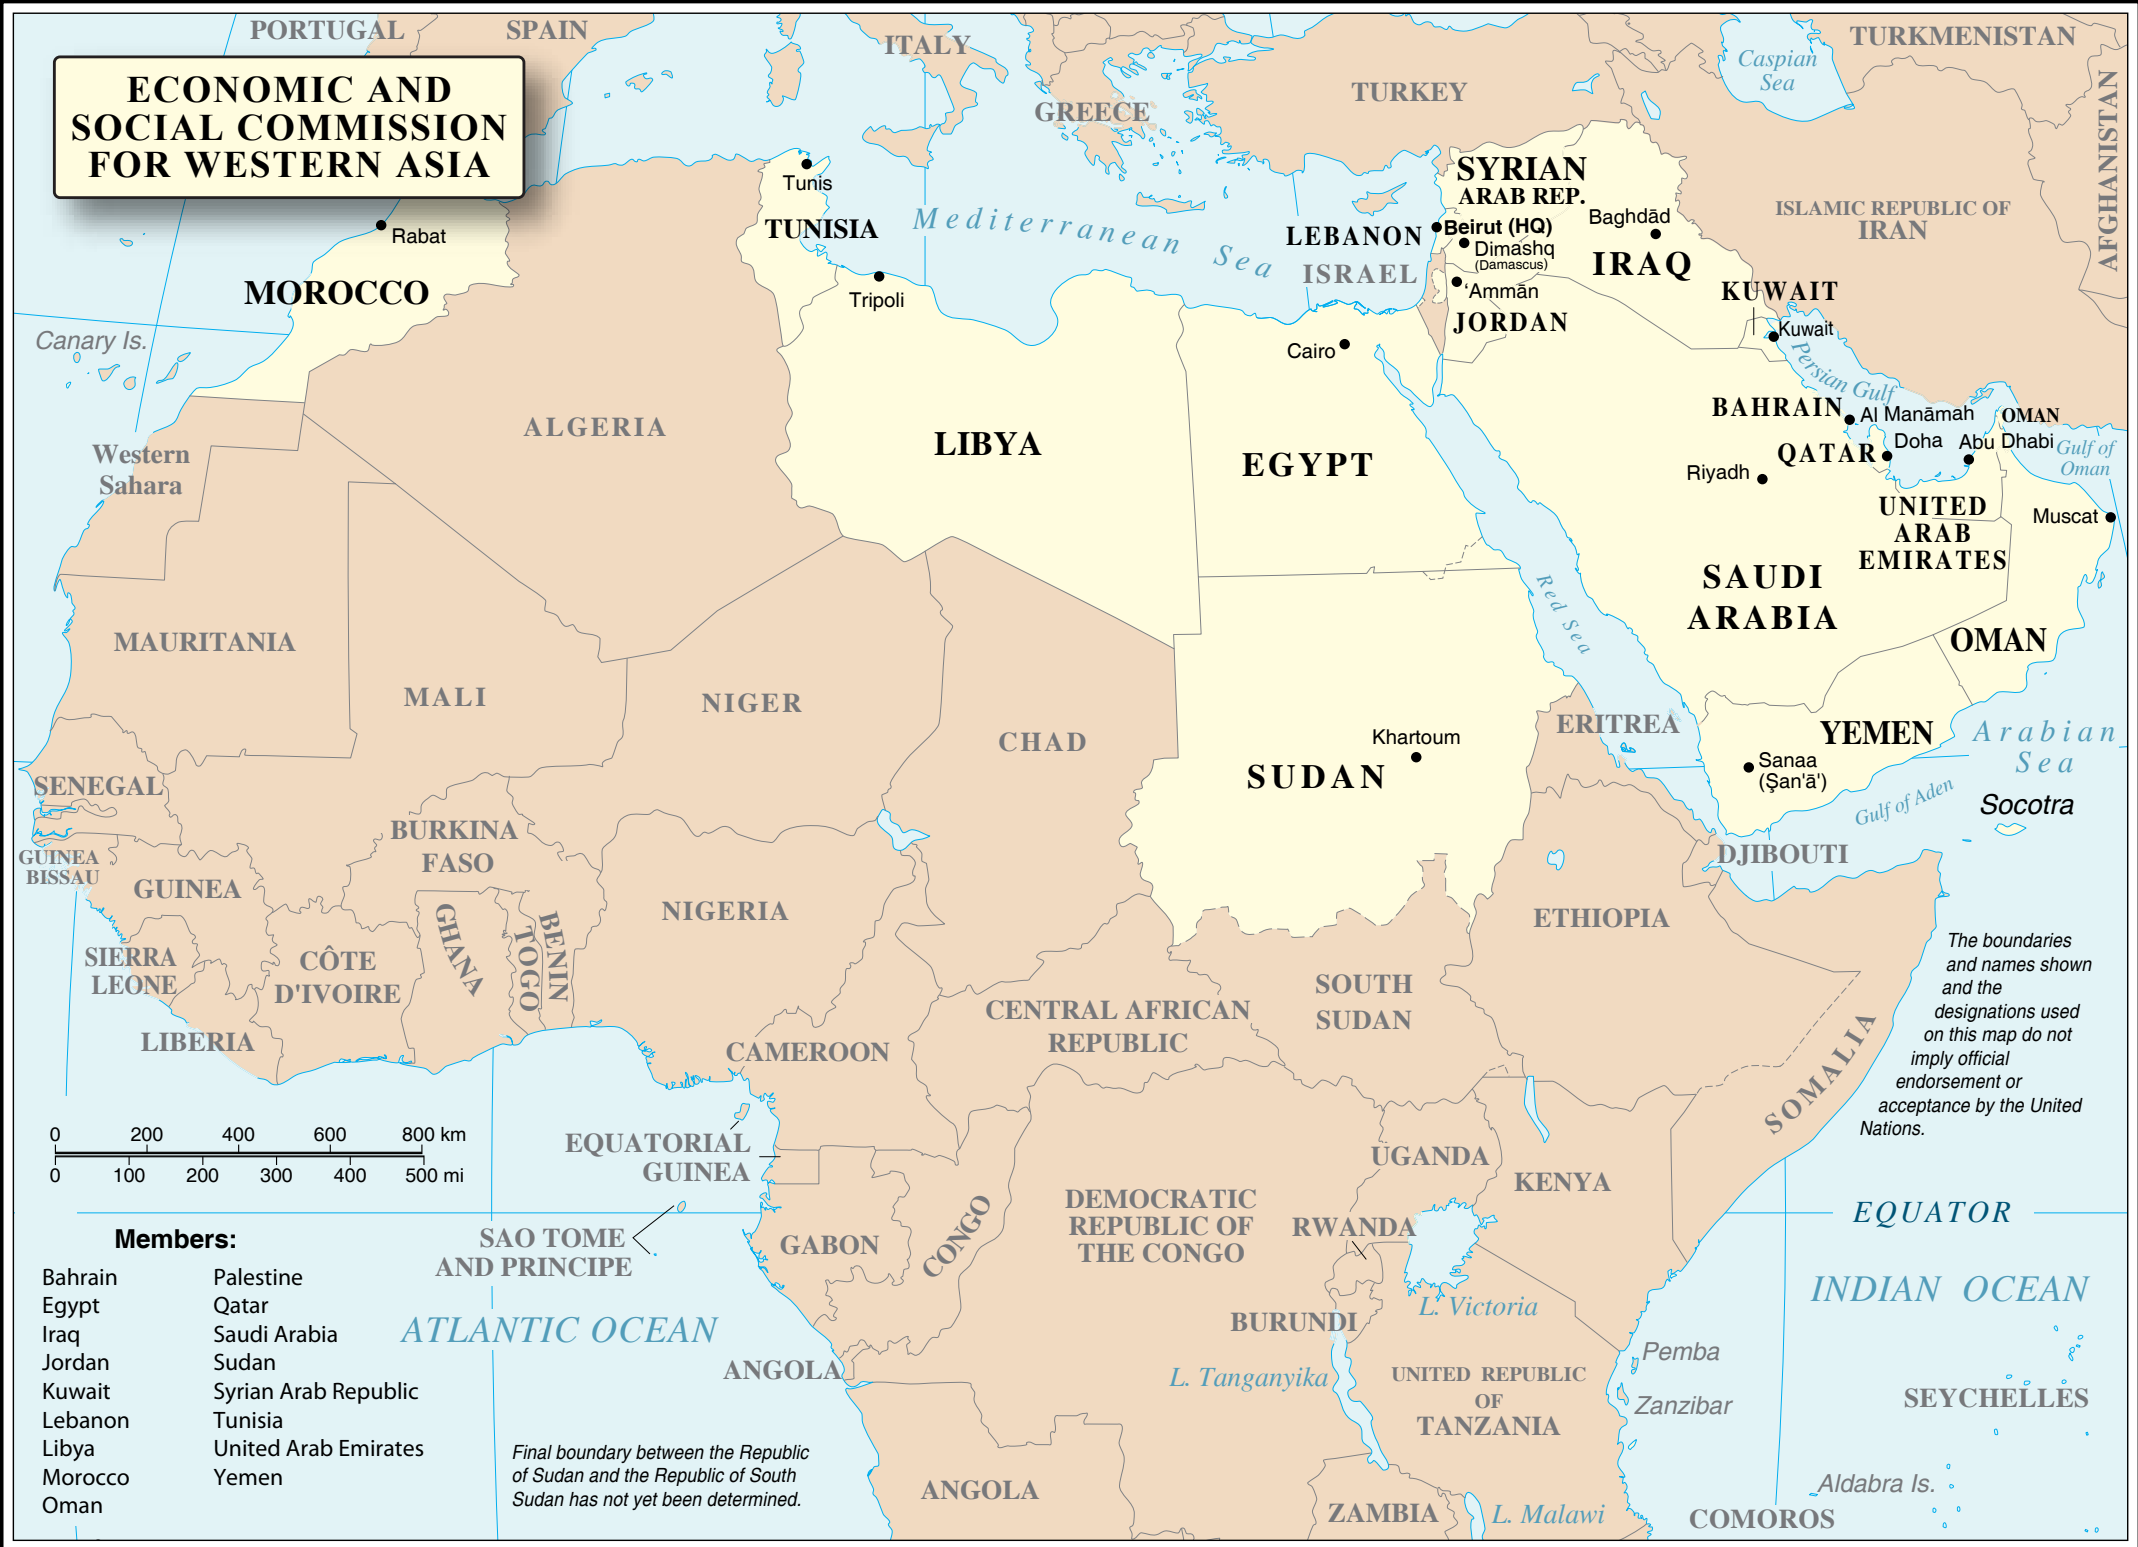 PORTUGAL
SPAIN
ITALY
GREECE
TURKEY
Caspian
Sea
TURKMENISTAN
AFGHANISTAN
ECONOMIC AND
SOCIAL COMMISSION
FOR WESTERN ASIA
Rabat
MOROCCO
Canary Is.
Western
Sahara
ALGERIA
Tunis
TUNISIA
Tripoli
Mediterranean Sea
LIBYA
SYRIAN
ARAB REP.
LEBANON
Beirut (HQ)
Dimashq
(Damascus)
ISRAEL
'Ammān
JORDAN
Baghdād
IRAQ
ISLAMIC REPUBLIC OF
IRAN
KUWAIT
Kuwait
Persian Gulf
Cairo
EGYPT
BAHRAIN
Al Manāmah
OMAN
QATAR
Doha
Abu Dhabi
Gulf of
Oman
Riyadh
UNITED
ARAB
EMIRATES
Muscat
SAUDI
ARABIA
OMAN
Red Sea
MAURITANIA
MALI
NIGER
CHAD
Khartoum
SUDAN
ERITREA
YEMEN
Sanaa
(Şan'ā')
Arabian
Sea
Gulf of Aden
Socotra
SENEGAL
GUINEA
BISSAU
GUINEA
SIERRA
LEONE
LIBERIA
CÔTE
D'IVOIRE
BURKINA
FASO
GHANA
TOGO
BENIN
NIGERIA
CAMEROON
CENTRAL AFRICAN
REPUBLIC
SOUTH
SUDAN
ETHIOPIA
DJIBOUTI
SOMALIA
The boundaries
and names shown
and the
designations used
on this map do not
imply official
endorsement or
acceptance by the United
Nations.
0 200 400 600 800 km
0 100 200 300 400 500 mi
EQUATORIAL
GUINEA
SAO TOME
AND PRINCIPE
GABON
CONGO
DEMOCRATIC
REPUBLIC OF
THE CONGO
UGANDA
KENYA
RWANDA
BURUNDI
L. Victoria
L. Tanganyika
UNITED REPUBLIC
OF
TANZANIA
EQUATOR
INDIAN OCEAN
Pemba
Zanzibar
SEYCHELLES
Aldabra Is.
COMOROS
L. Malawi
ZAMBIA
ANGOLA
ANGOLA
ATLANTIC OCEAN
Members:
Bahrain
Egypt
Iraq
Jordan
Kuwait
Lebanon
Libya
Morocco
Oman
Palestine
Qatar
Saudi Arabia
Sudan
Syrian Arab Republic
Tunisia
United Arab Emirates
Yemen
Final boundary between the Republic
of Sudan and the Republic of South
Sudan has not yet been determined.